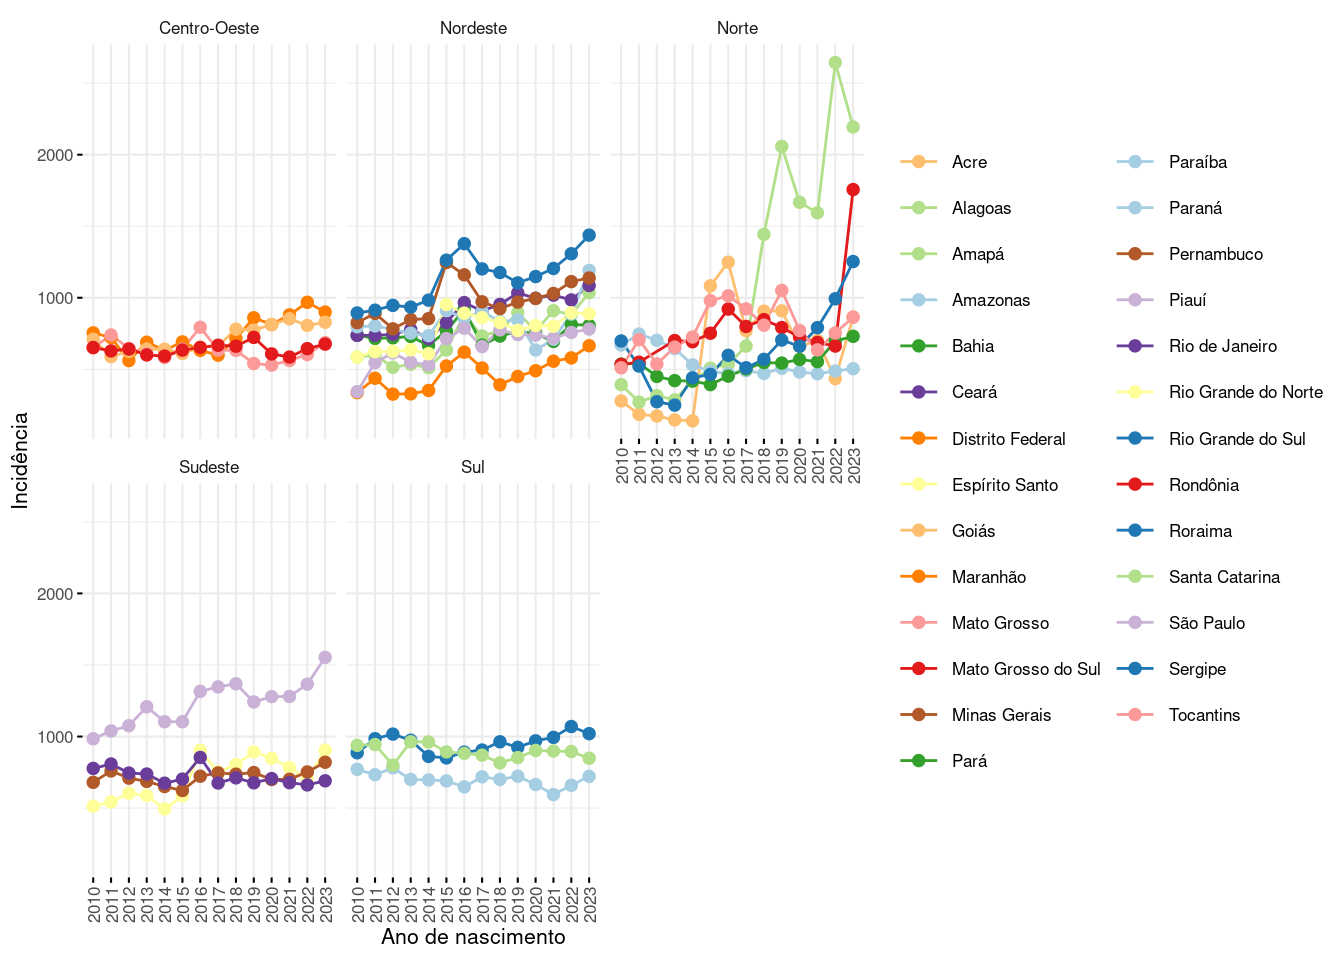 Centro-Oeste
Nordeste
Norte
2000
1000
2010
2011
2012
2013
2014
2015
2016
2017
2018
2019
2020
2021
2022
2023
Sudeste
Sul
2000
1000
2010
2011
2012
2013
2014
2015
2016
2017
2018
2019
2020
2021
2022
2023
2010
2011
2012
2013
2014
2015
2016
2017
2018
2019
2020
2021
2022
2023
Incidência
Ano de nascimento
Acre
Alagoas
Amapá
Amazonas
Bahia
Ceará
Distrito Federal
Espírito Santo
Goiás
Maranhão
Mato Grosso
Mato Grosso do Sul
Minas Gerais
Pará
Paraíba
Paraná
Pernambuco
Piauí
Rio de Janeiro
Rio Grande do Norte
Rio Grande do Sul
Rondônia
Roraima
Santa Catarina
São Paulo
Sergipe
Tocantins